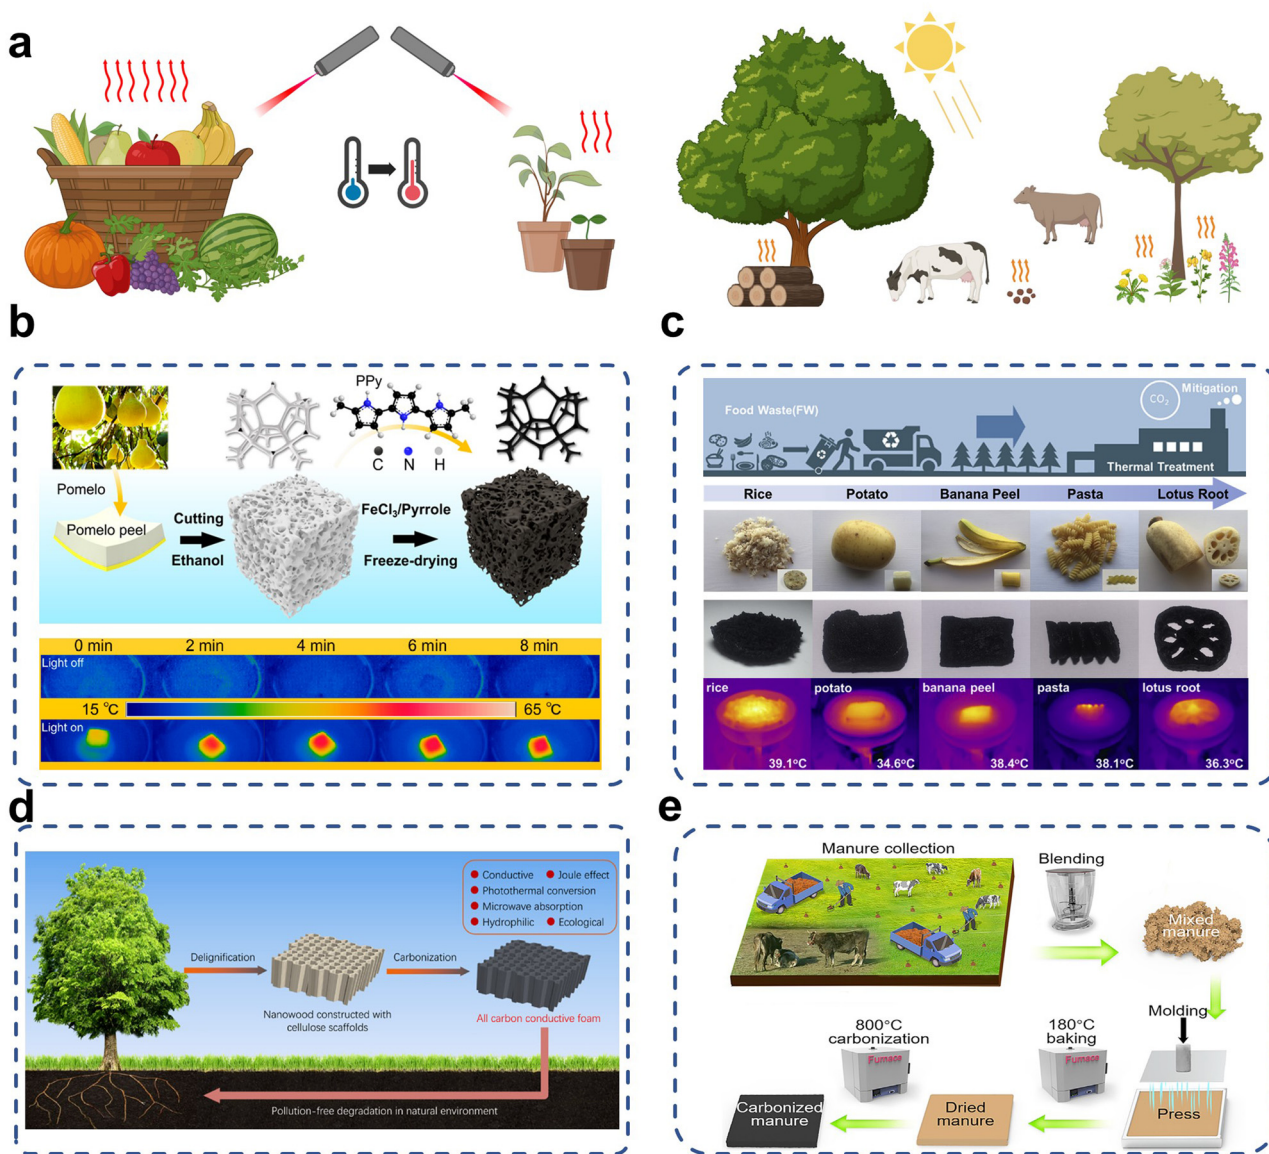 a
b
PPy
C N H
Pomelo
Pomelo peel
Cutting
Ethanol
FeCl3/Pyrrole
Freeze-drying
0 min 2 min 4 min 6 min 8 min
Light off
15 ℃ 65 ℃
Light on
c
Food Waste(FW)
CO2
Mitigation
Thermal Treatment
Rice Potato Banana Peel Pasta Lotus Root
rice potato banana peel pasta lotus root
39.1°C 34.6°C 38.4°C 38.1°C 36.3°C
d
Conductive Joule effect
Photothermal conversion
Microwave absorption
Hydrophilic Ecological
Delignification
Carbonization
Nanowood constructed with
cellulose scaffolds
All carbon conductive foam
Pollution-free degradation in natural environment
e
Manure collection
Blending
Mixed
manure
Molding
Press
180°C
baking
Furnace
Dried
manure
800°C
carbonization
Furnace
Carbonized
manure